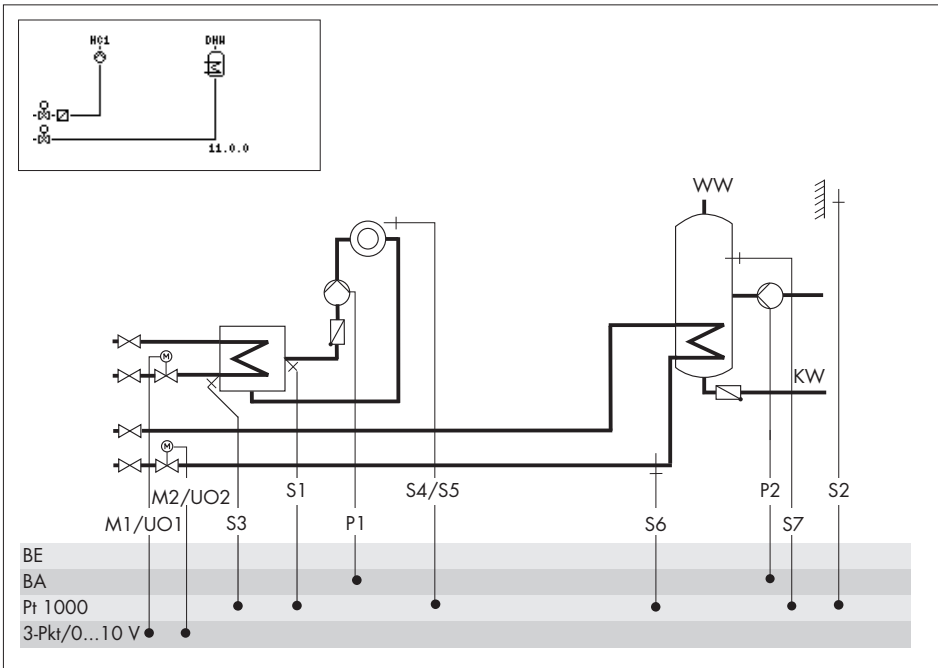 HC1 DHW
11.0.0
WW
KW
M
M
M2/UO2 S1 S4/S5 P2 S2
M1/UO1 S3 P1 S6 S7
BE
BA
Pt 1000
3-Pkt/0...10 V